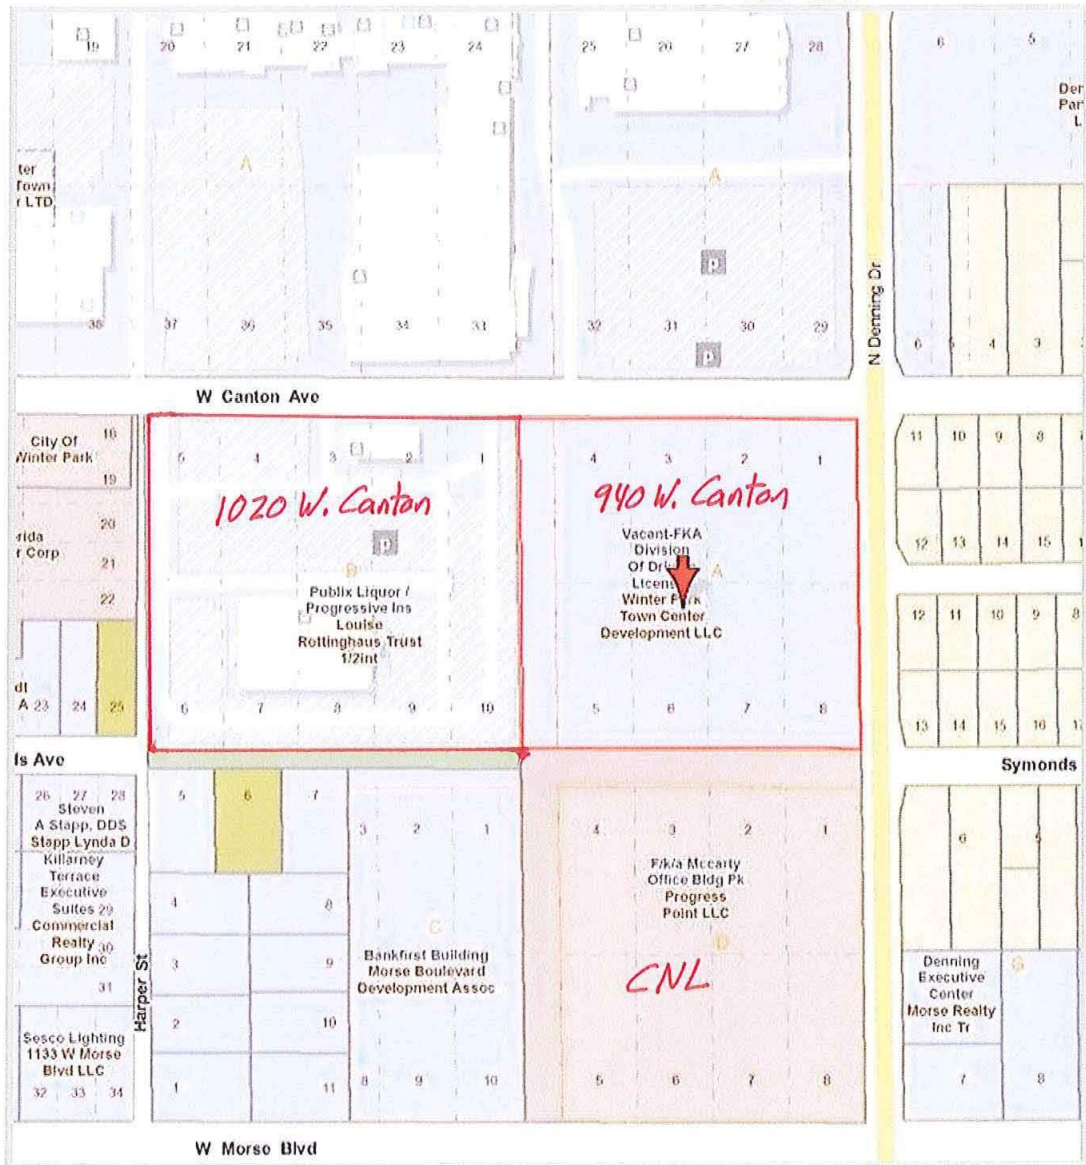 19
20
21
22
23
24
25
26
27
28
6
5
Den
Par
L
ter
Town
r LTD
A
A
P
P
38
37
36
35
34
33
32
31
30
29
N Denning Dr
6
5
4
3
W Canton Ave
City Of
Winter Park
18
19
20
21
22
rida
r Corp
5
4
3
2
1
1020 W. Canton
P
B
Publix Liquor /
Progressive Ins
Louise
Rottinghaus Trust
1/2int
6
7
8
9
10
4
3
2
1
940 W. Canton
Vacant-FKA
Division
Of
Winter Park
Town Center
Development LLC
A
5
6
7
8
11
10
9
8
12
13
14
15
12
11
10
9
8
13
14
15
16
dt
A
23
24
25
ls Ave
Symonds
26
27
28
Steven
A Stapp, DDS
Stapp Lynda D
Killarney
Terrace
Executive
Suites
29
Commercial
Realty
30
Group Inc
31
Sesco Lighting
1133 W Morse
Blvd LLC
32
33
34
Harper St
5
6
7
4
8
3
9
2
10
1
11
3
2
1
C
Bankfirst Building
Morse Boulevard
Development Assoc
8
9
10
4
3
2
1
F/k/a Mccarty
Office Bldg Pk
Progress
Point LLC
D
CNL
5
6
7
8
6
5
Denning
Executive
Center
Morse Realty
Inc Tr
7
8
W Morse Blvd